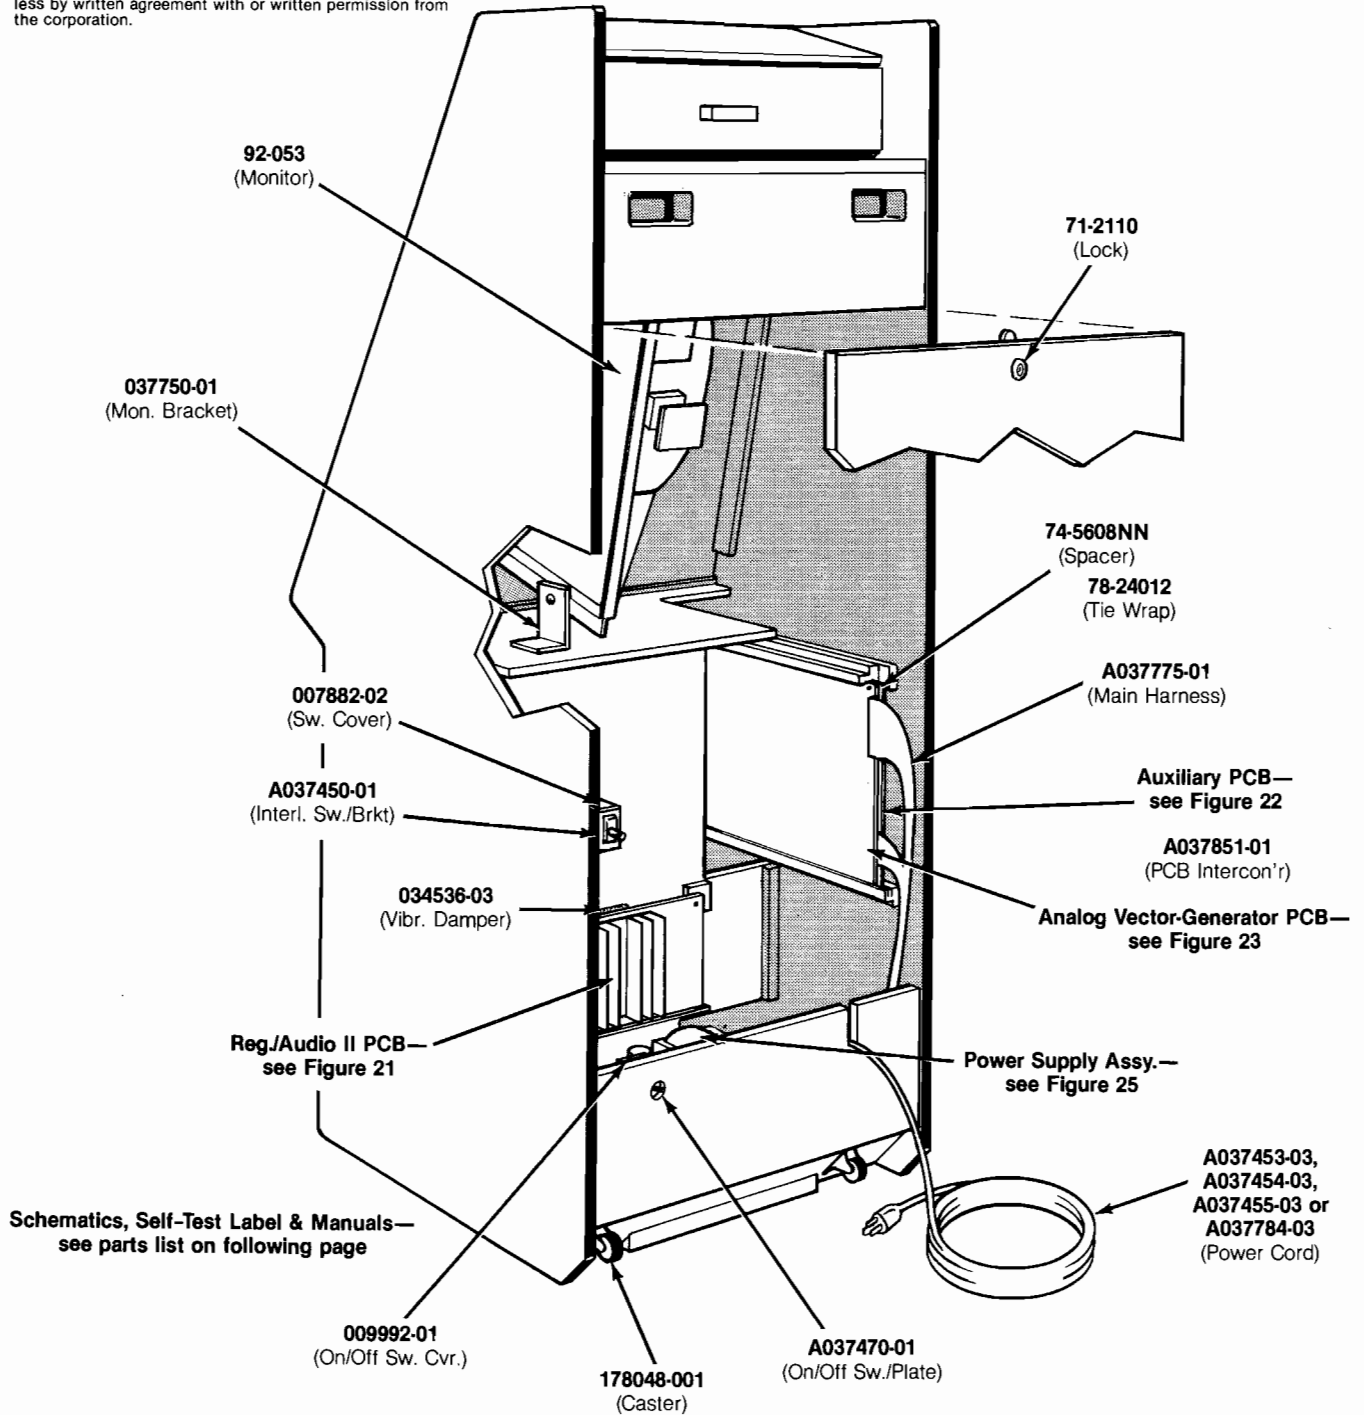 less by written agreement with or written permission from
the corporation.
92-053
(Monitor)
71-2110
(Lock)
037750-01
(Mon. Bracket)
74-5608NN
(Spacer)
78-24012
(Tie Wrap)
A037775-01
(Main Harness)
007882-02
(Sw. Cover)
A037450-01
(Interl. Sw./Brkt)
Auxiliary PCB—
see Figure 22
A037851-01
(PCB Intercon'r)
034536-03
(Vibr. Damper)
Analog Vector-Generator PCB—
see Figure 23
Reg./Audio II PCB—
see Figure 21
Power Supply Assy.—
see Figure 25
A037453-03,
A037454-03,
A037455-03 or
A037784-03
(Power Cord)
Schematics, Self-Test Label & Manuals—
see parts list on following page
009992-01
(On/Off Sw. Cvr.)
A037470-01
(On/Off Sw./Plate)
178048-001
(Caster)